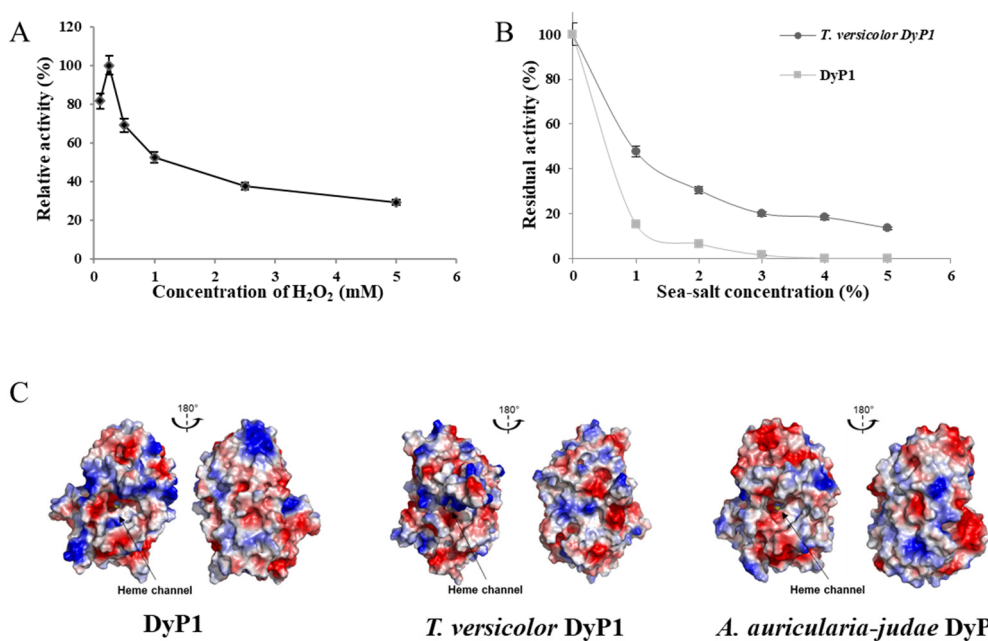 A
120
100
80
60
40
20
0
Relative activity (%)
0 1 2 3 4 5 6
Concentration of H₂O₂ (mM)
B
100
80
60
40
20
0
Residual activity (%)
T. versicolor DyP1
DyP1
0 1 2 3 4 5 6
Sea-salt concentration (%)
C
180°
180°
180°
Heme channel
Heme channel
Heme channel
DyP1
T. versicolor DyP1
A. auricularia-judae DyP